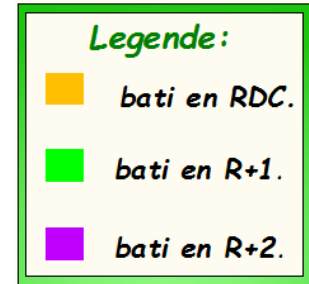 Legende:
bati en RDC.
bati en R+1.
bati en R+2.